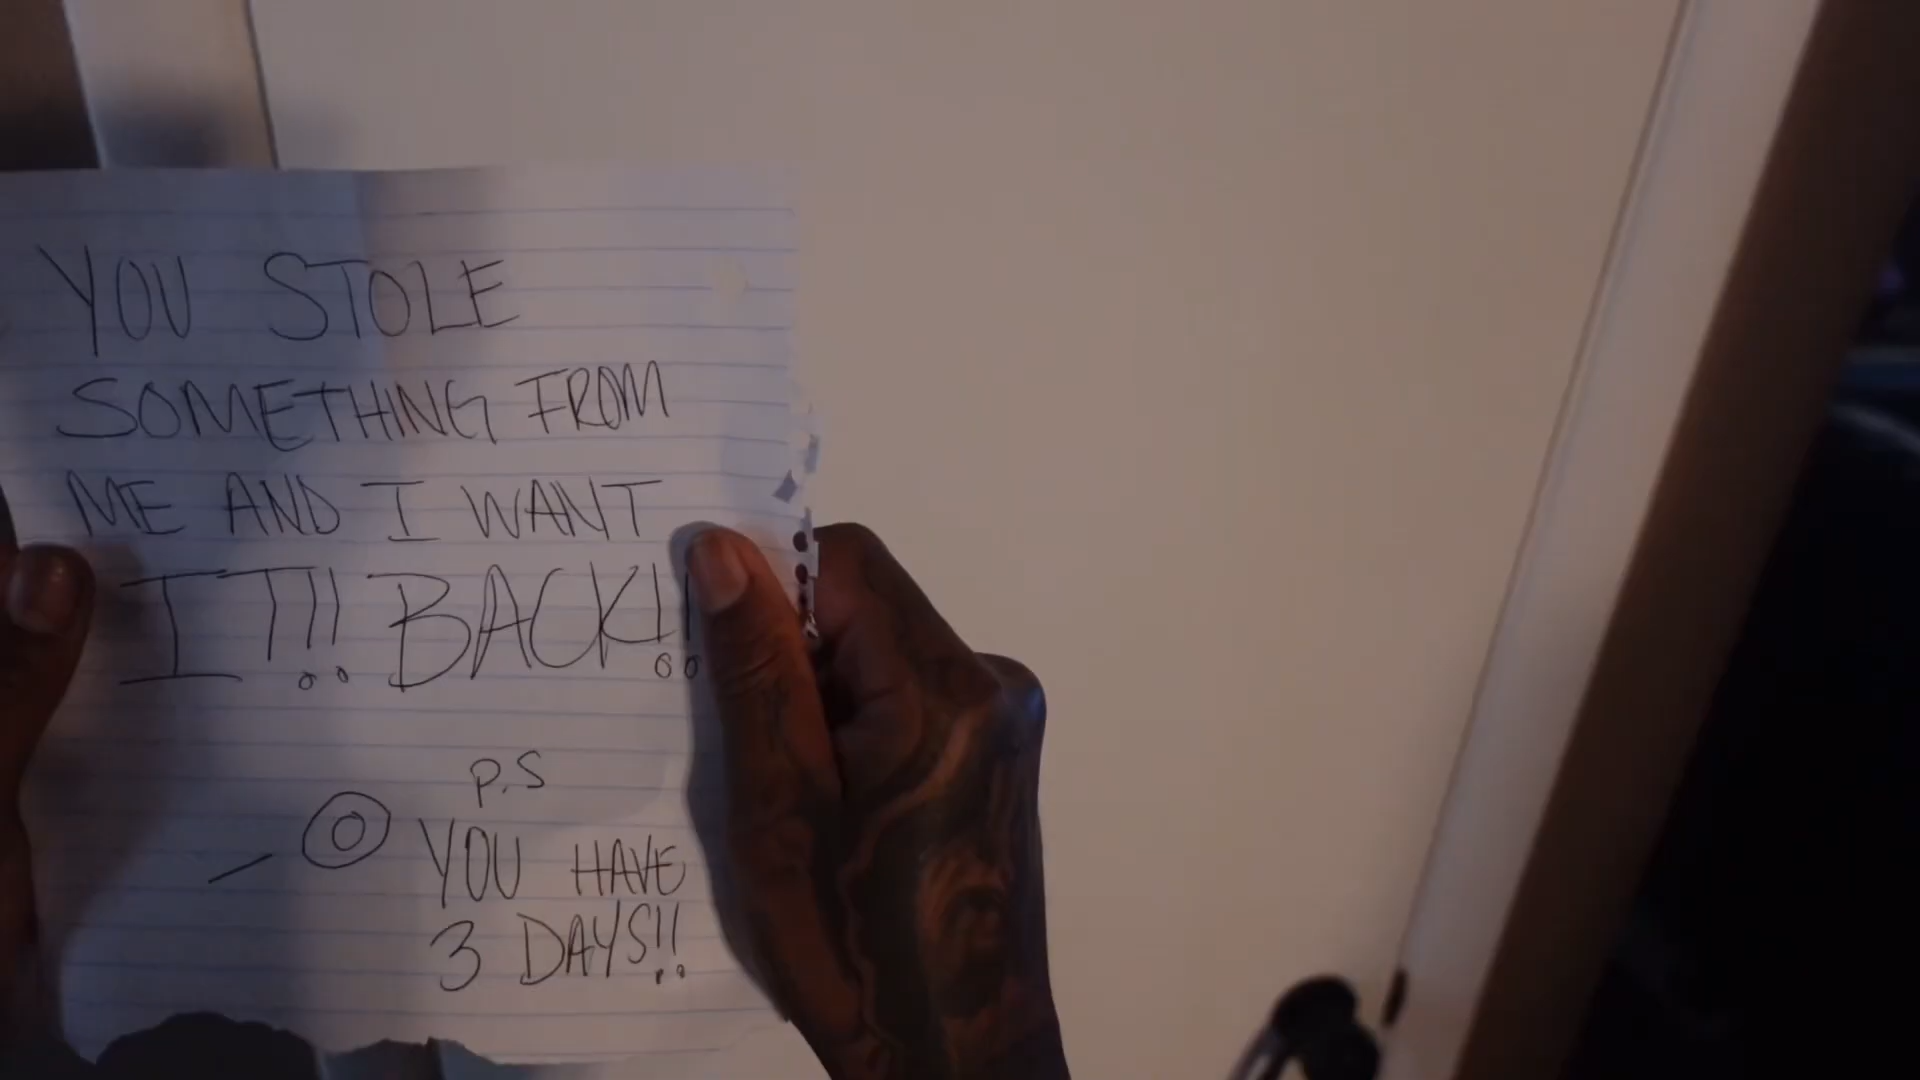 YOU STOLE
SOMETHING FROM
ME AND I WANT
IT!! BACK!!
P.S
YOU HAVE
3 DAYS!!